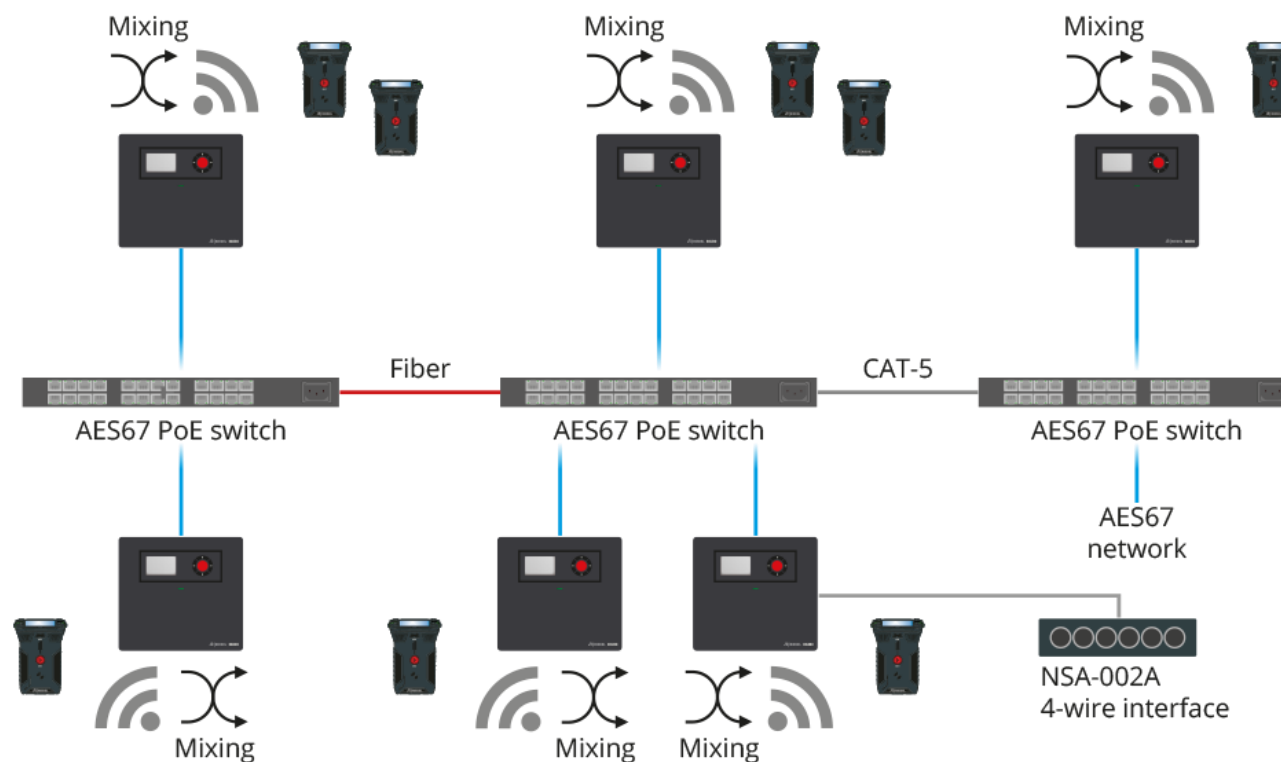 Mixing
Mixing
Mixing
Fiber
CAT-5
AES67 PoE switch
AES67 PoE switch
AES67 PoE switch
AES67
network
NSA-002A
4-wire interface
Mixing
Mixing
Mixing